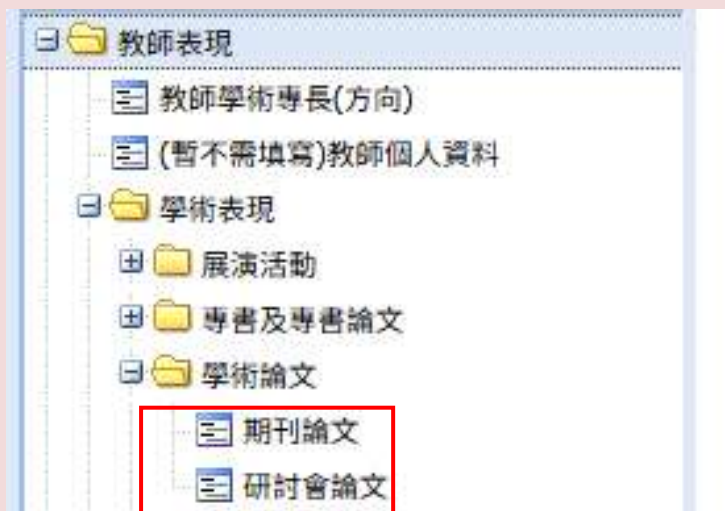 教師表現
教師學術專長(方向)
(暫不需填寫)教師個人資料
學術表現
展演活動
專書及專書論文
學術論文
期刊論文
研討會論文